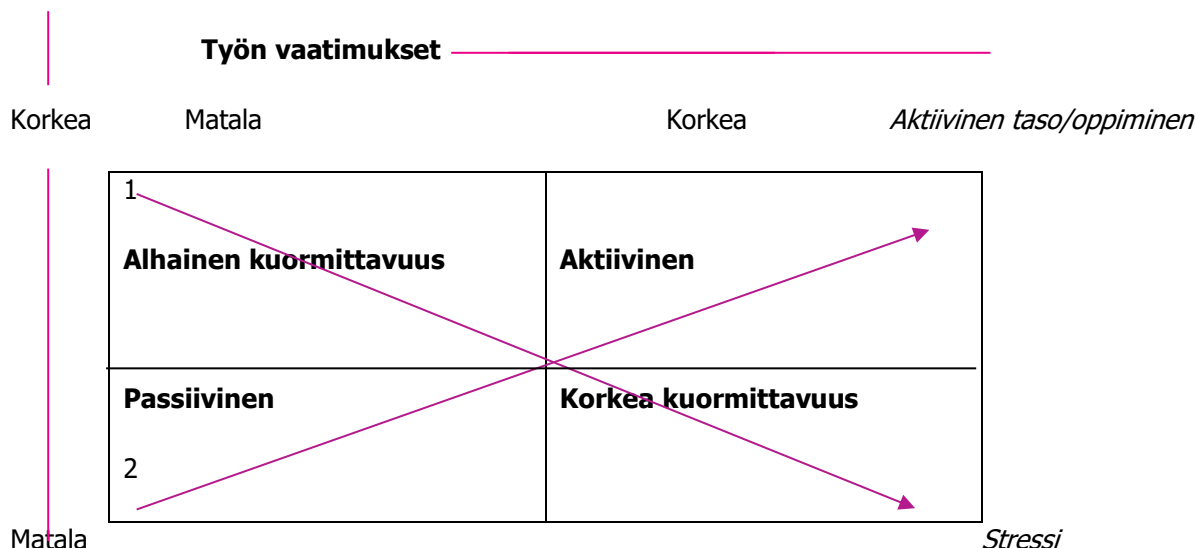 Työn vaatimukset
Korkea Matala Korkea Aktiivinen taso/oppiminen
1
Alhainen kuormittavuus Aktiivinen
Passiivinen Korkea kuormittavuus
2
Matala Stressi